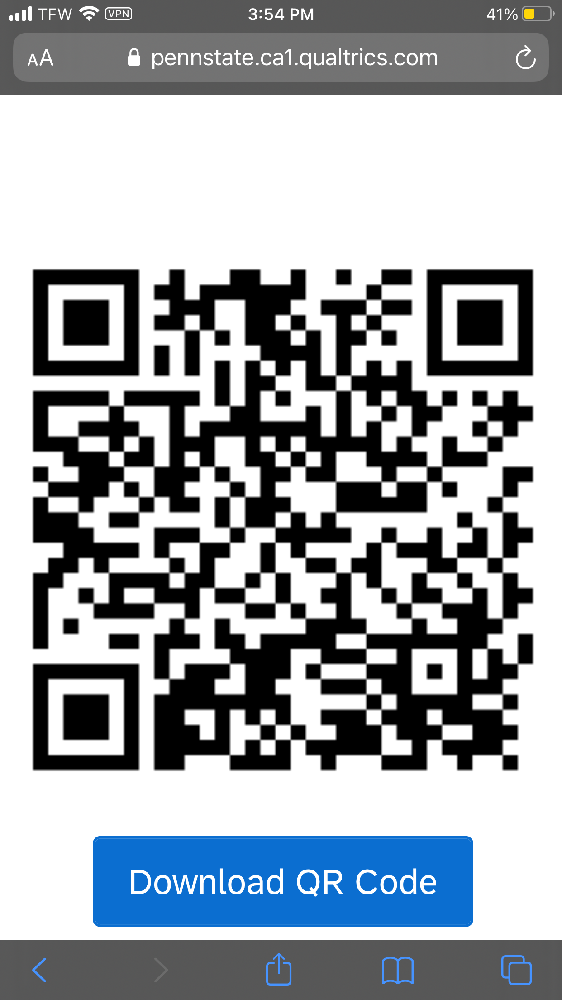 TFW VPN 3:54 PM 41%
AA pennstate.ca1.qualtrics.com
Download QR Code